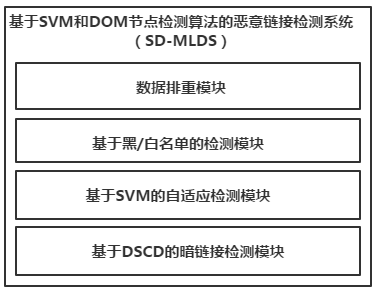 基于SVM和DOM节点检测算法的恶意链接检测系统
（SD-MLDS）
数据排重模块
基于黑/白名单的检测模块
基于SVM的自适应检测模块
基于DSCD的暗链接检测模块